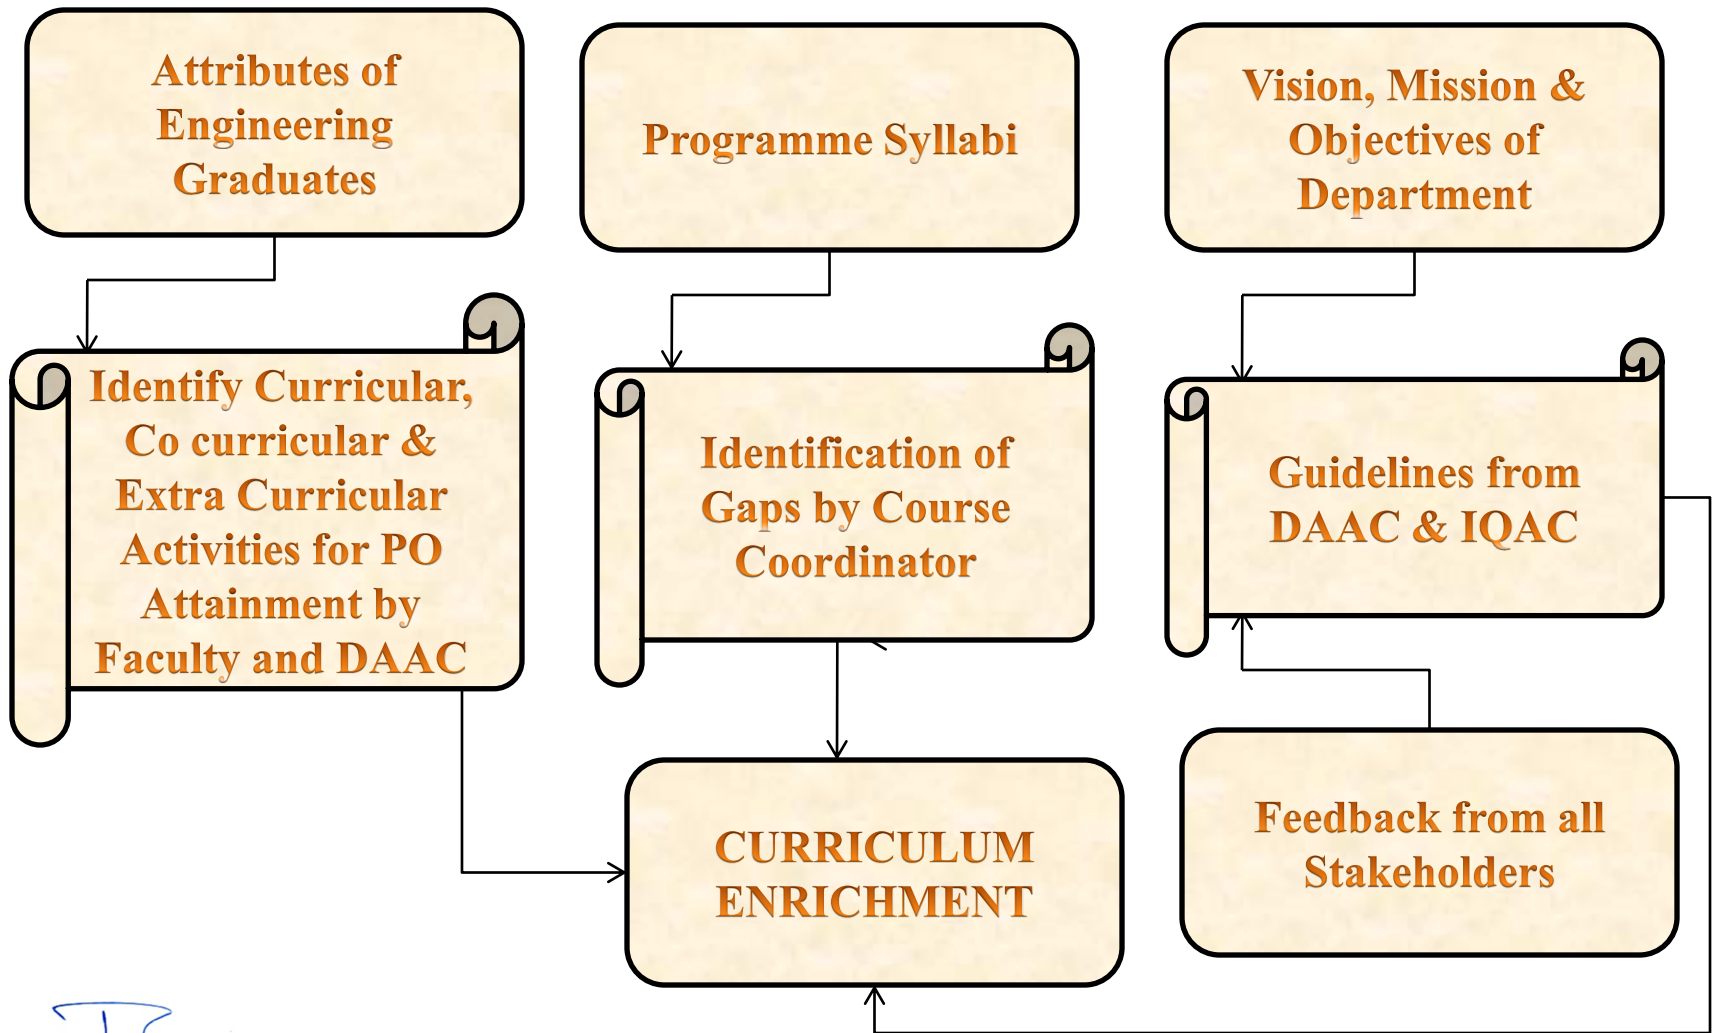 Attributes of
Engineering
Graduates
Programme Syllabi
Vision, Mission &
Objectives of
Department
Identify Curricular,
Co curricular &
Extra Curricular
Activities for PO
Attainment by
Faculty and DAAC
Identification of
Gaps by Course
Coordinator
Guidelines from
DAAC & IQAC
CURRICULUM
ENRICHMENT
Feedback from all
Stakeholders